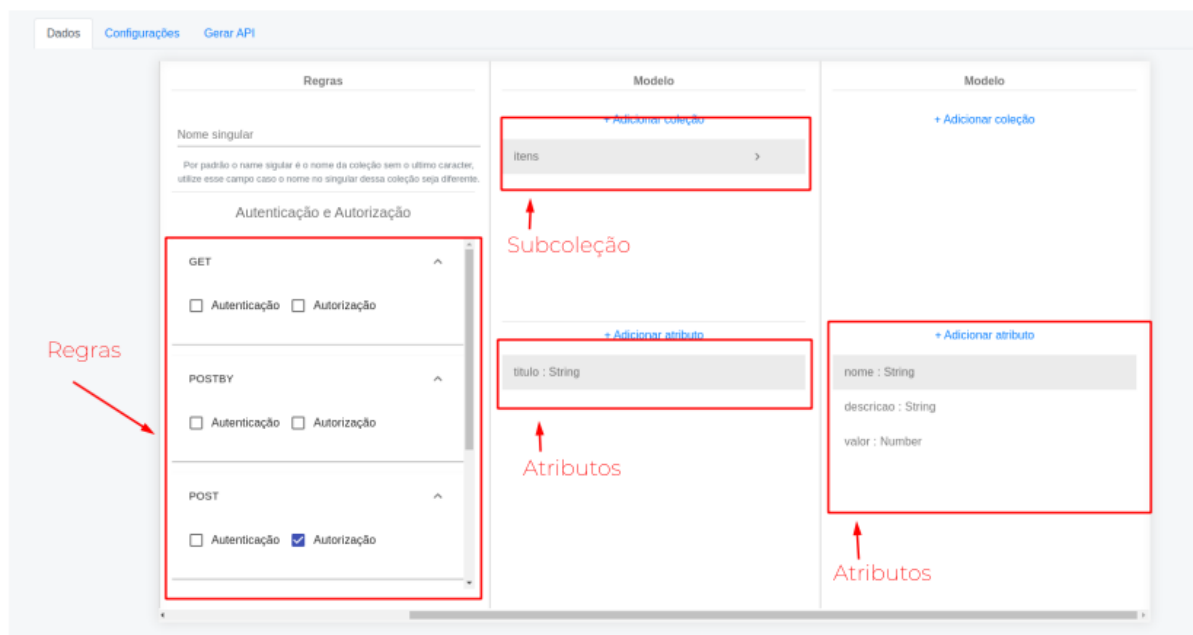 Dados Configurações Gerar API
Regras
Nome singular
Por padrão o name sigular é o nome da coleção sem o ultimo caracter,
utilize esse campo caso o nome no singular dessa coleção seja diferente.
Autenticação e Autorização
GET
Autenticação Autorização
POSTBY
Autenticação Autorização
POST
Autenticação Autorização
Regras
Modelo
+ Adicionar coleção
itens
Subcoleção
+ Adicionar atributo
titulo : String
Atributos
Modelo
+ Adicionar coleção
+ Adicionar atributo
nome : String
descricao : String
valor : Number
Atributos